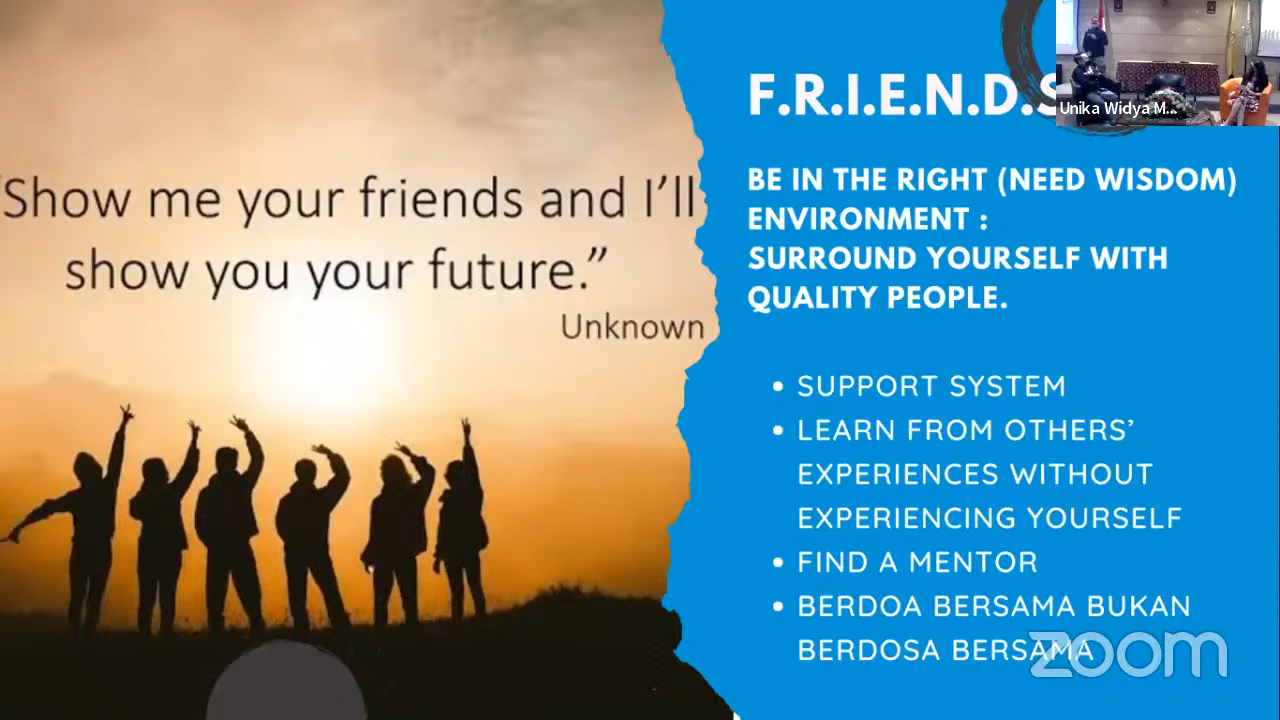 “Show me your friends and I’ll
show you your future.”
Unknown
F.R.I.E.N.D.S
Unika Widya M...
BE IN THE RIGHT (NEED WISDOM)
ENVIRONMENT :
SURROUND YOURSELF WITH
QUALITY PEOPLE.
• SUPPORT SYSTEM
• LEARN FROM OTHERS’
EXPERIENCES WITHOUT
EXPERIENCING YOURSELF
• FIND A MENTOR
• BERDOA BERSAMA BUKAN
BERDOSA BERSAMA
zoom